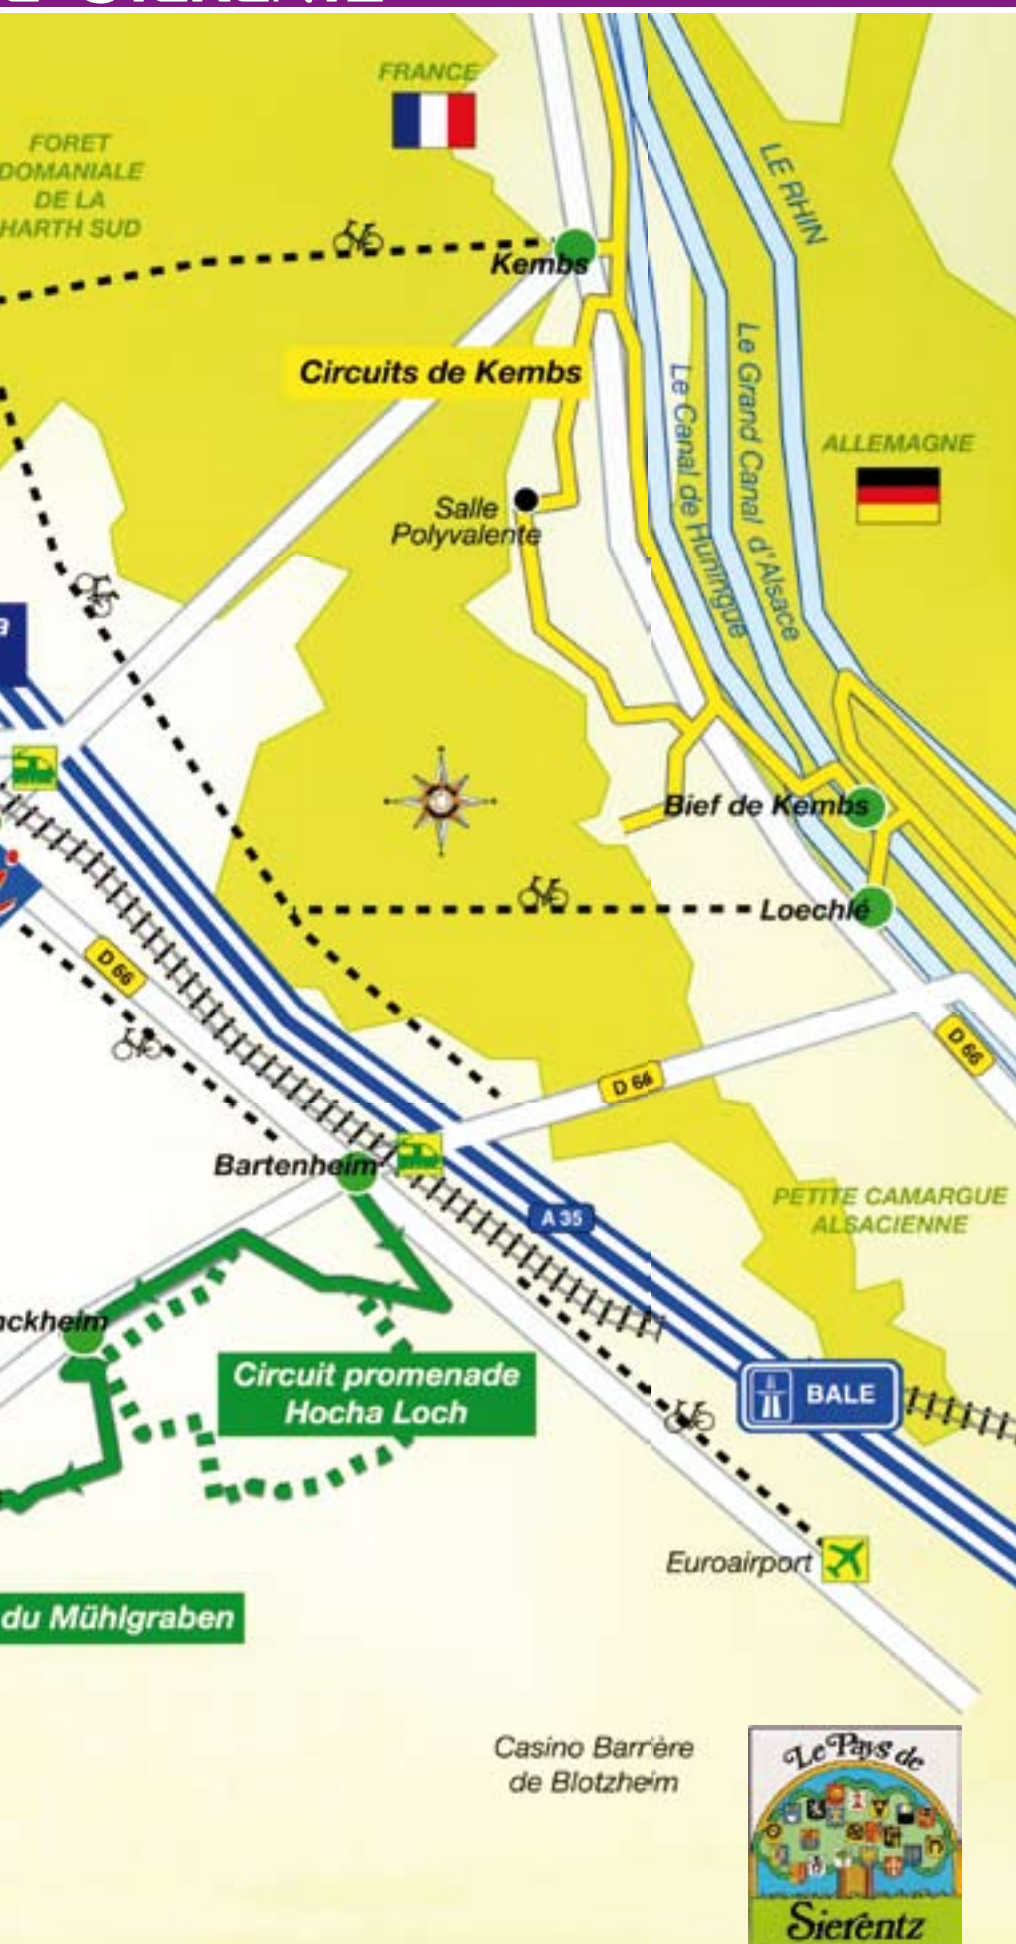 FRANCE
FORET
DOMANIALE
DE LA
HARTH SUD
LE RHIN
Kembs
Circuits de Kembs
Le Canal de Huningue
Le Grand Canal d'Alsace
ALLEMAGNE
Salle
Polyvalente
Bief de Kembs
Loechlé
D 66
D 66
D 66
Bartenheim
A 35
PETITE CAMARGUE
ALSACIENNE
nckheim
Circuit promenade
Hocha Loch
BALE
Euroairport
du Mühlgraben
Casino Barrière
de Blotzheim
Le Pays de
Sierentz